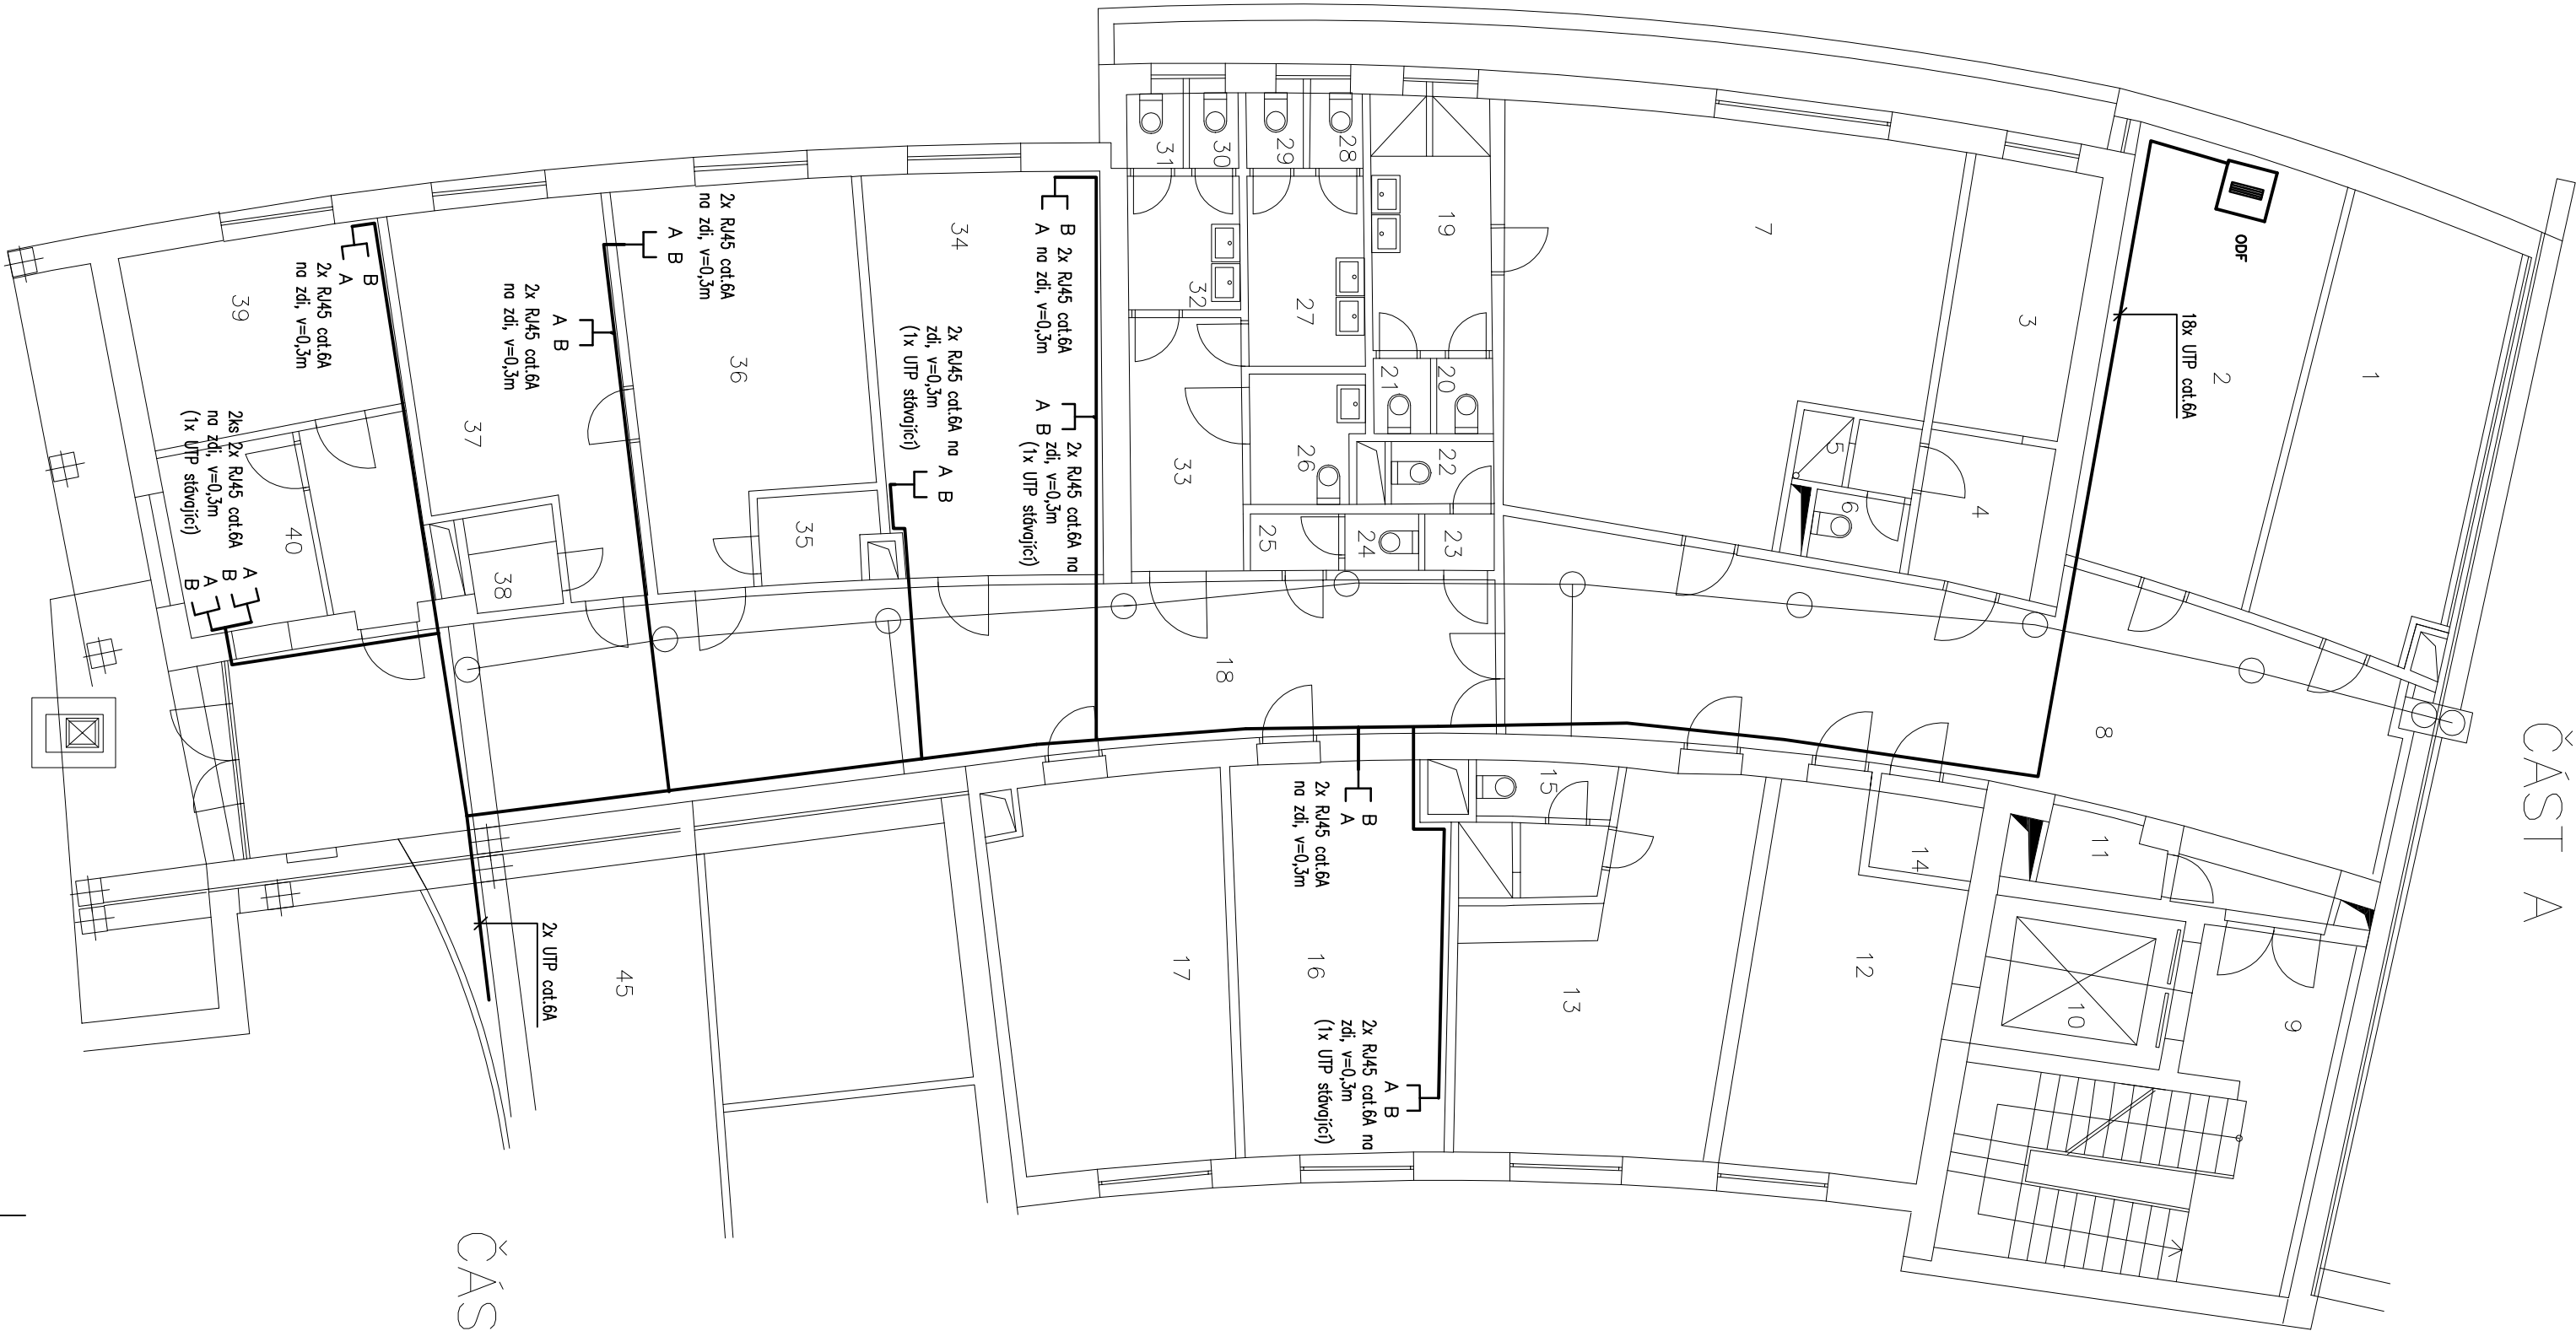 ČÁST A
1
ODF
2
18x UTP cat.6A
3
4
5
6
7
8
9
10
11
12
13
14
15
16
17
18
19
20
21
22
23
24
25
26
27
28
29
30
31
32
33
B 2x RJ45 cat.6A
A na zdi, v=0,3m
A B
2x RJ45 cat.6A na
zdi, v=0,3m
(1x UTP stávající)
34
2x RJ45 cat.6A na
zdi, v=0,3m
(1x UTP stávající)
A B
35
2x RJ45 cat.6A
na zdi, v=0,3m
A B
36
2x RJ45 cat.6A
na zdi, v=0,3m
A B
37
38
B
A
2x RJ45 cat.6A
na zdi, v=0,3m
39
40
2ks 2x RJ45 cat.6A
na zdi, v=0,3m
(1x UTP stávající)
A
B
A
B
B
A
2x RJ45 cat.6A
na zdi, v=0,3m
A B
2x RJ45 cat.6A na
zdi, v=0,3m
(1x UTP stávající)
45
2x UTP cat.6A
ČÁS